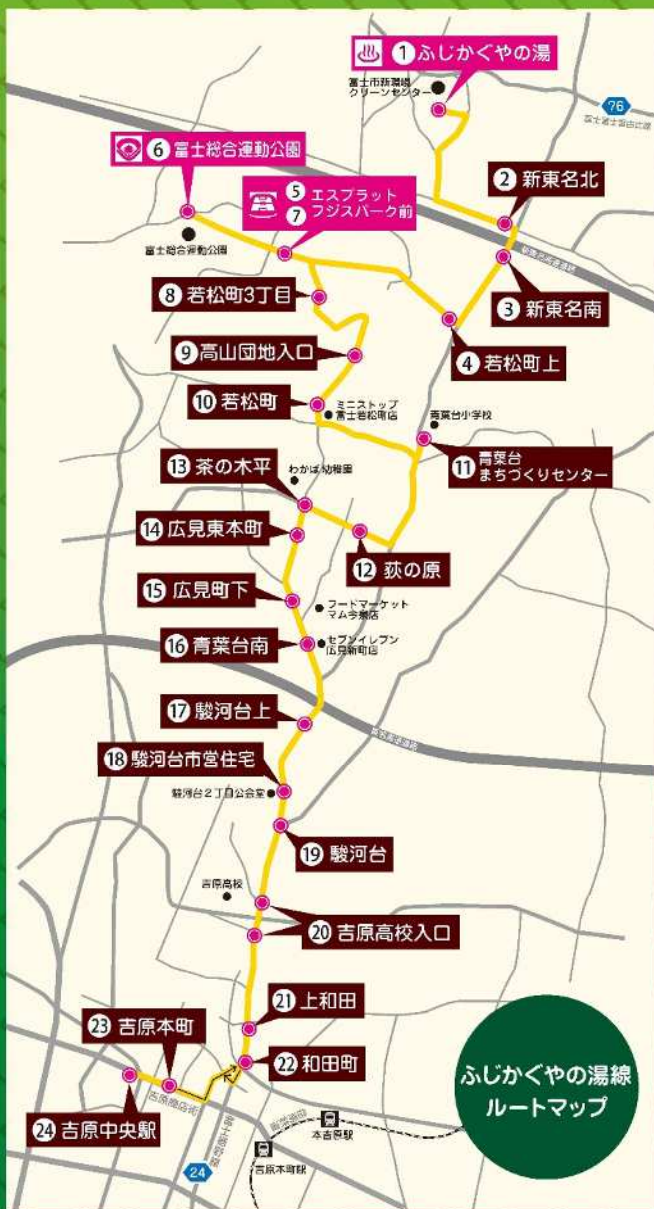 ① ふじかぐやの湯
富士市新環境
クリーンセンター
76
⑥ 富士総合運動公園
⑤ エスプラット
⑦ フジスパーク前
② 新東名北
富士総合運動公園
③ 新東名南
⑧ 若松町3丁目
④ 若松町上
⑨ 高山団地入口
⑩ 若松町
ミニストップ
富士若松町店
青葉台小学校
⑪ 青葉台
まちづくりセンター
わかば幼稚園
⑬ 茶の木平
⑭ 広見東本町
⑫ 荻の原
⑮ 広見町下
フードマーケット
マム今泉店
⑯ 青葉台南
セブンイレブン
広見新町店
⑰ 駿河台上
⑱ 駿河台市営住宅
駿河台2丁目公会堂
⑲ 駿河台
吉原高校
⑳ 吉原高校入口
㉑ 上和田
㉓ 吉原本町
㉒ 和田町
吉原商店街
㉔ 吉原中央駅
本吉原駅
吉原本町駅
24
ふじかぐやの湯線
ルートマップ